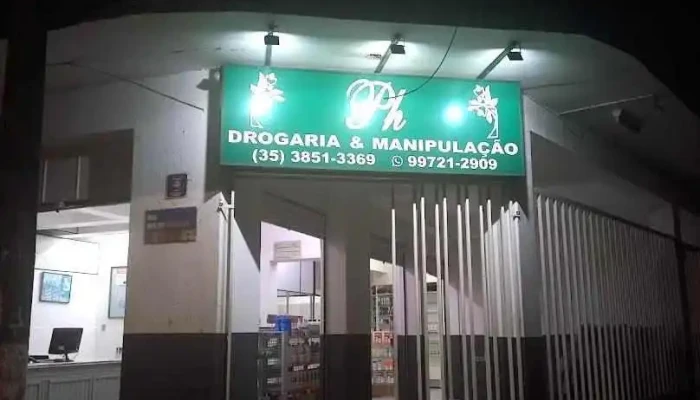 Ph
DROGARIA & MANIPULAÇÃO
(35) 3851-3369 99721-2909